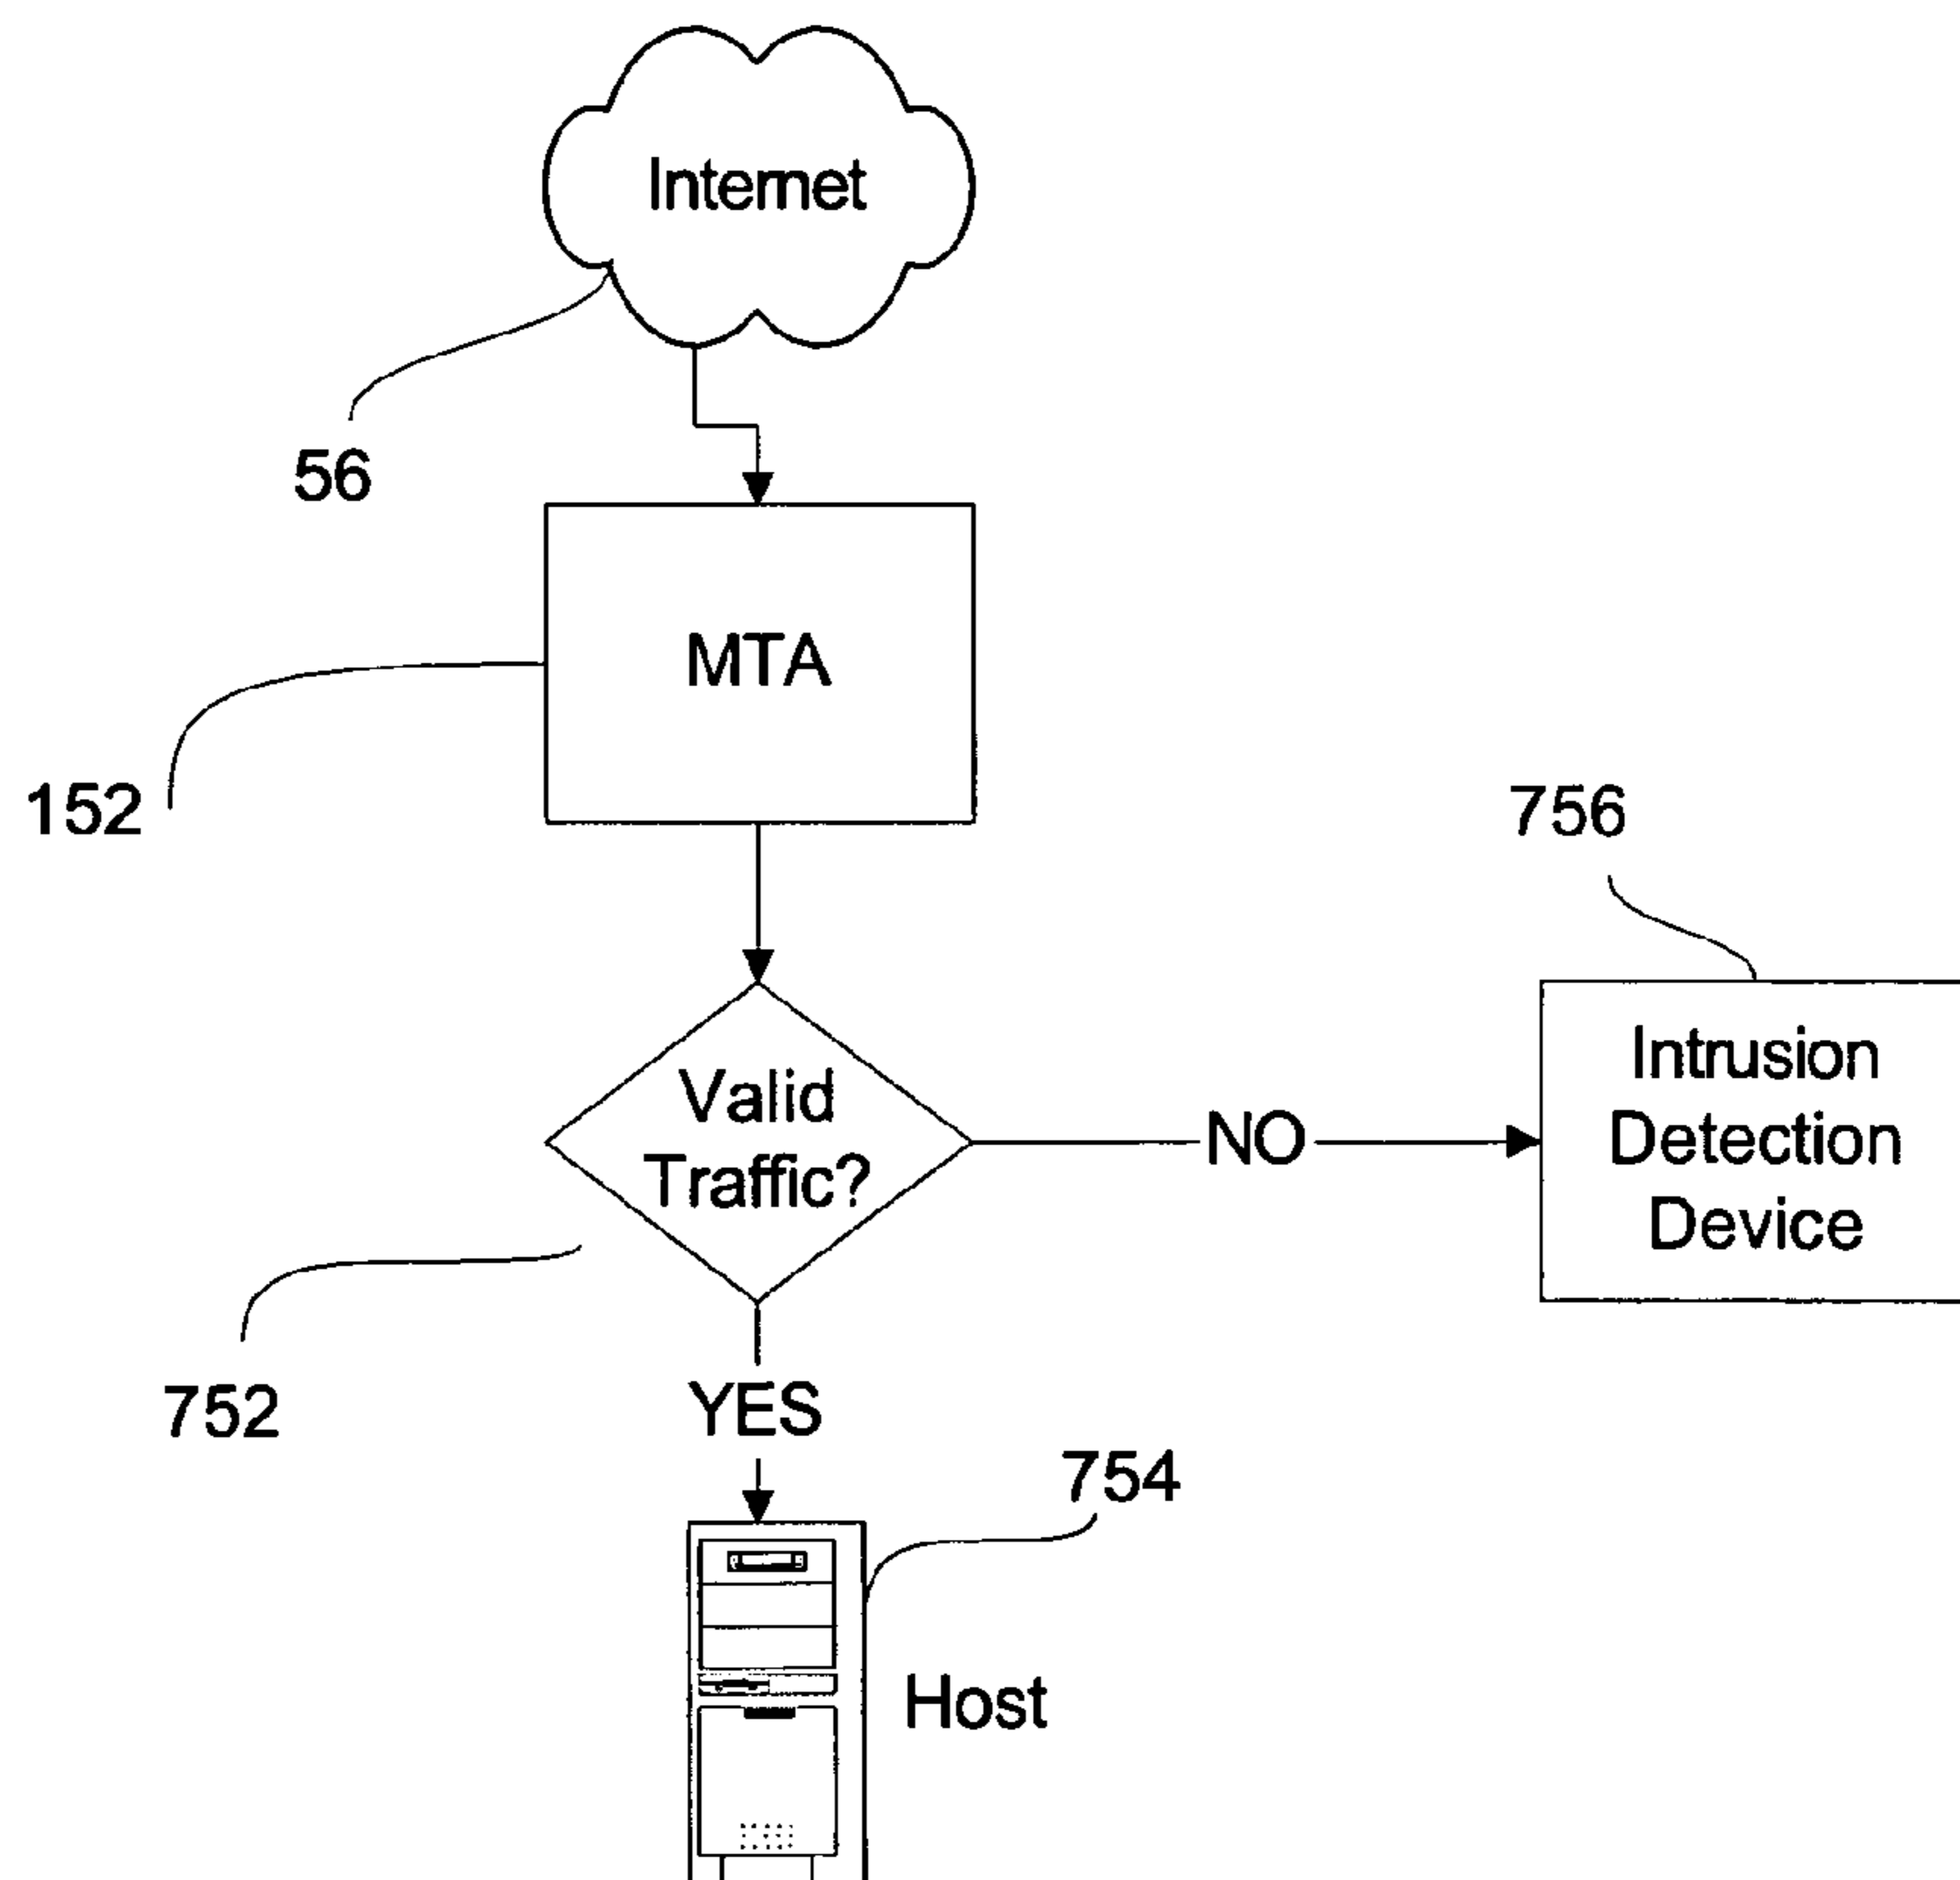 Internet
56
MTA
152
756
Valid
Traffic?
NO
Intrusion
Detection
Device
752
YES
754
Host